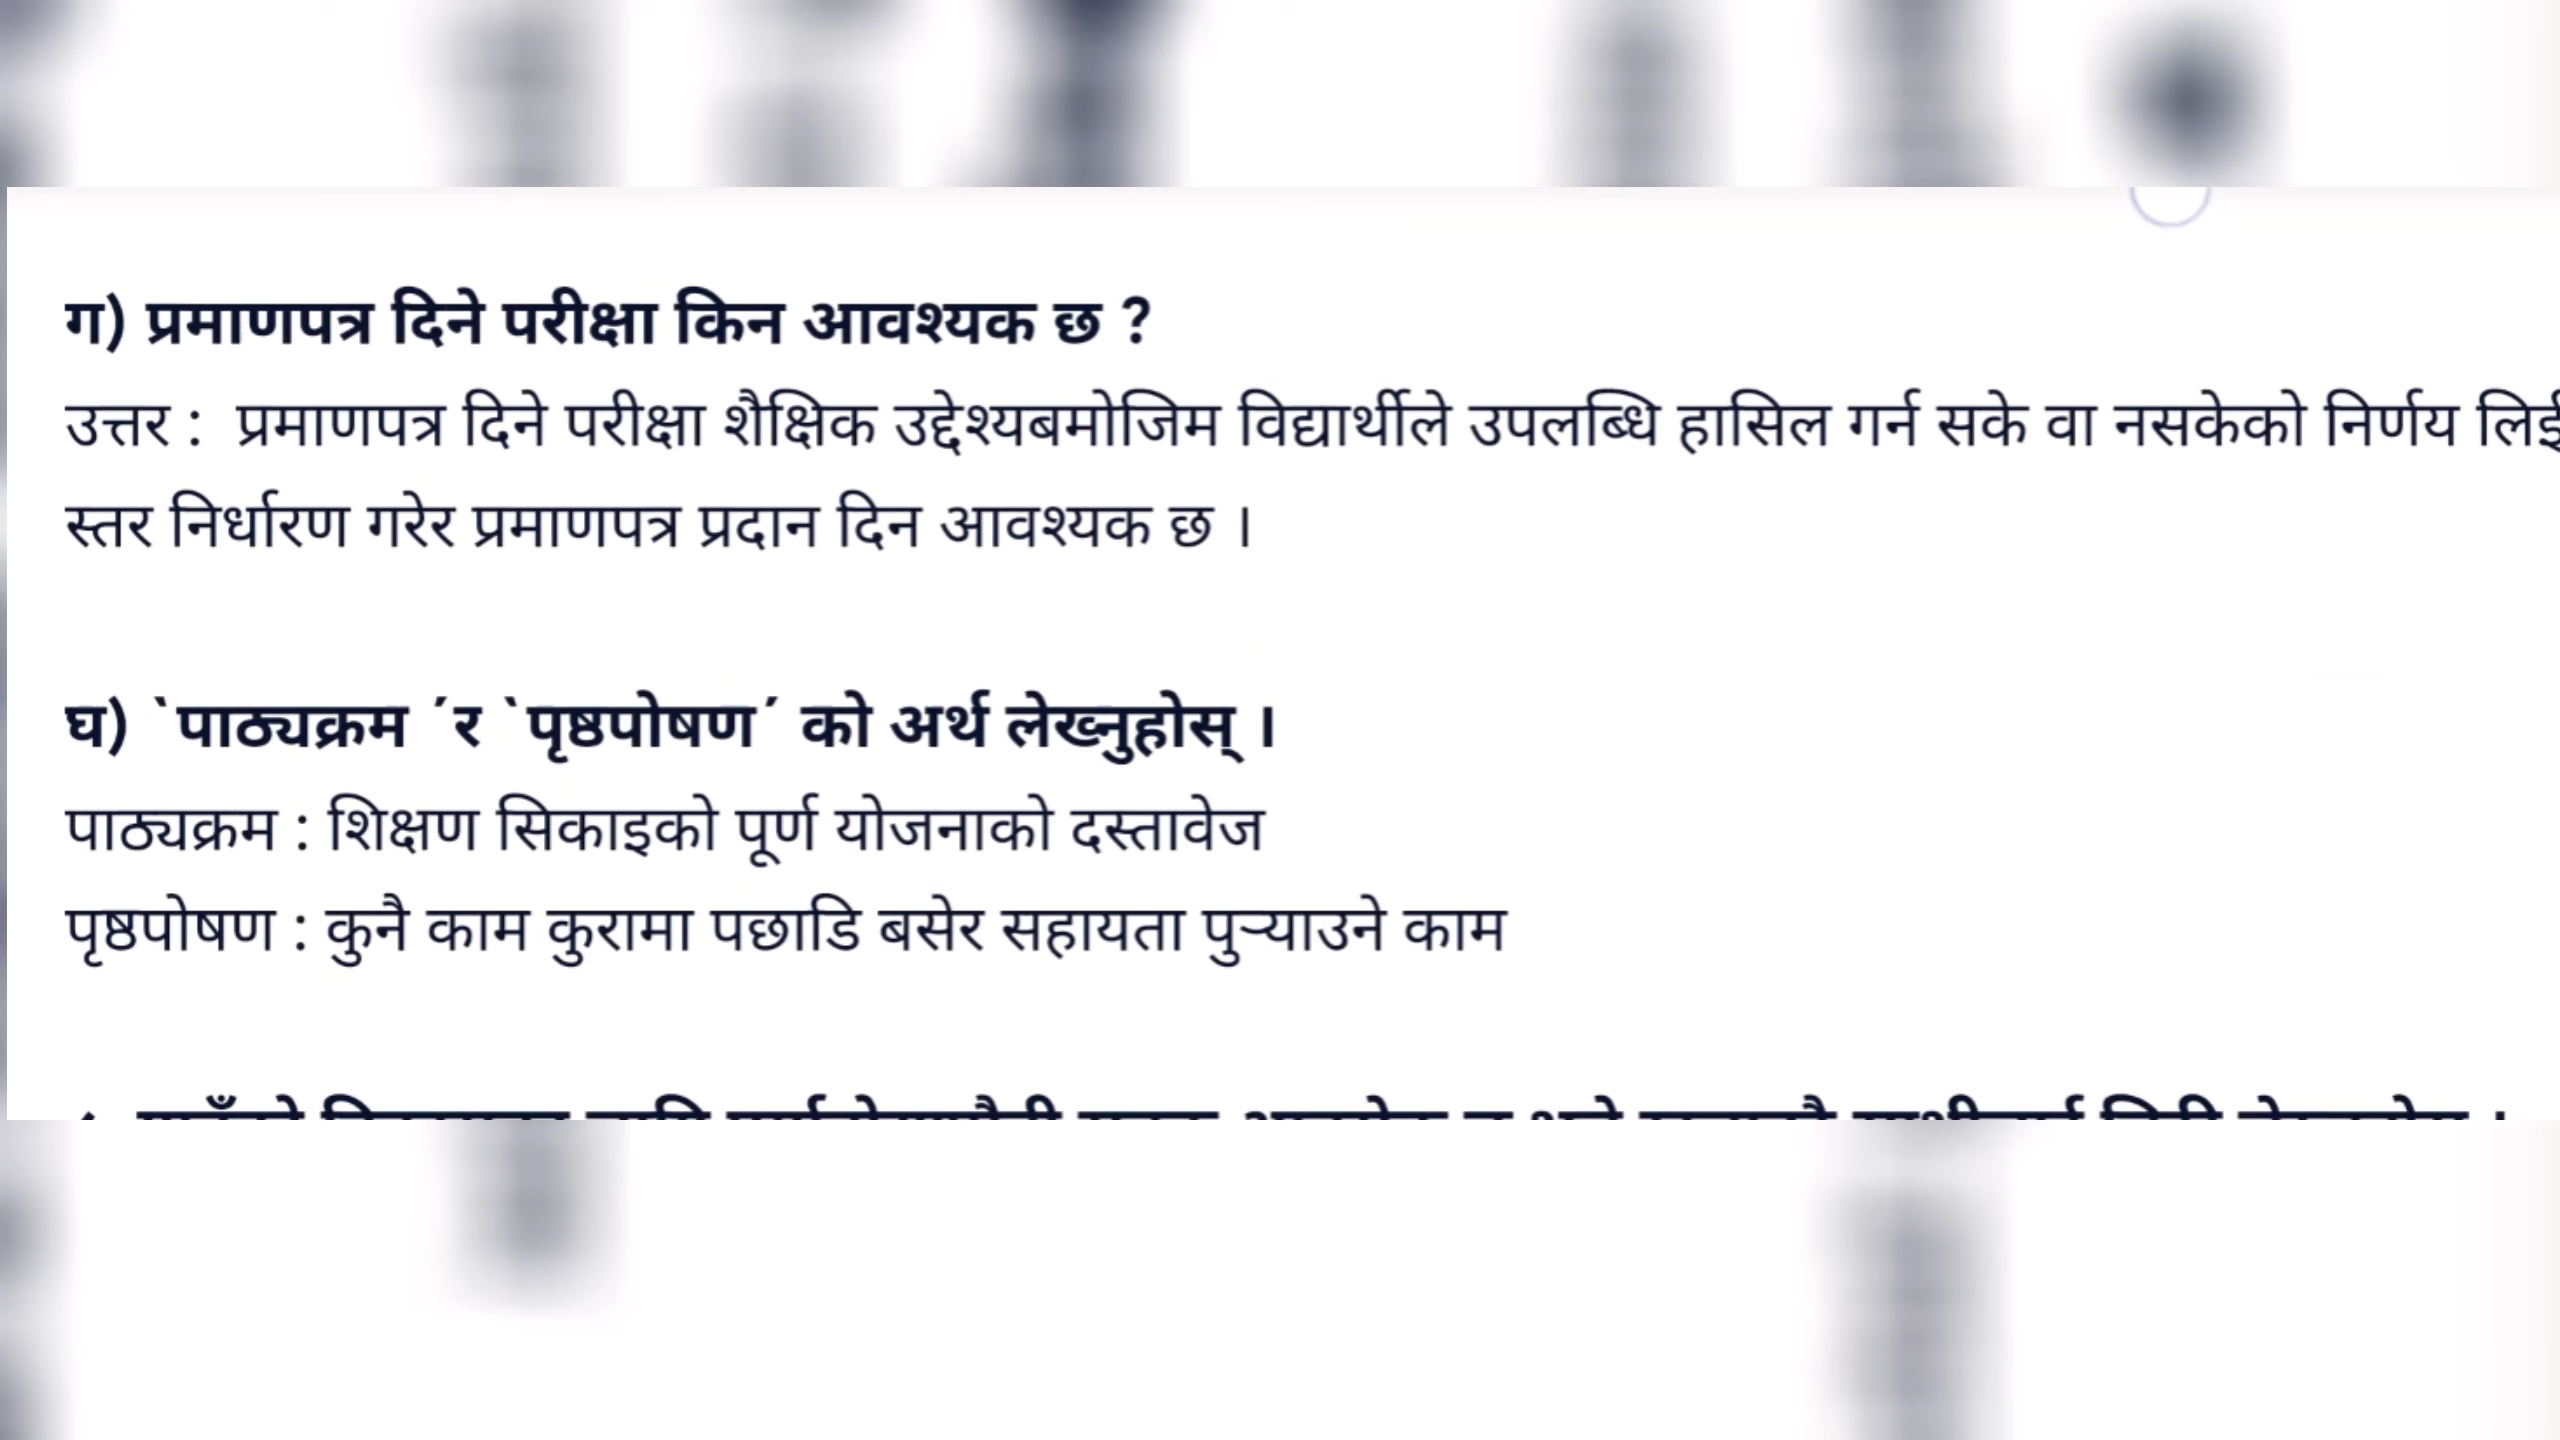 ग) प्रमाणपत्र दिने परीक्षा किन आवश्यक छ ?
उत्तर : प्रमाणपत्र दिने परीक्षा शैक्षिक उद्देश्यबमोजिम विद्यार्थीले उपलब्धि हासिल गर्न सके वा नसकेको निर्णय लिई
स्तर निर्धारण गरेर प्रमाणपत्र प्रदान दिन आवश्यक छ ।
घ) `पाठ्यक्रम ´र `पृष्ठपोषण´ को अर्थ लेख्नुहोस् ।
पाठ्यक्रम : शिक्षण सिकाइको पूर्ण योजनाको दस्तावेज
पृष्ठपोषण : कुनै काम कुरामा पछाडि बसेर सहायता पुऱ्याउने काम